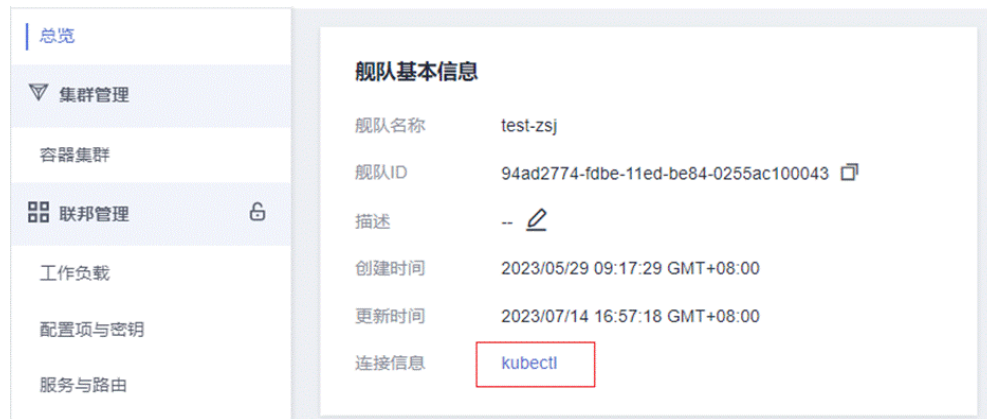 总览
集群管理
容器集群
联邦管理
工作负载
配置项与密钥
服务与路由
舰队基本信息
舰队名称 test-zsj
舰队ID 94ad2774-fdbe-11ed-be84-0255ac100043
描述 --
创建时间 2023/05/29 09:17:29 GMT+08:00
更新时间 2023/07/14 16:57:18 GMT+08:00
连接信息 kubectl